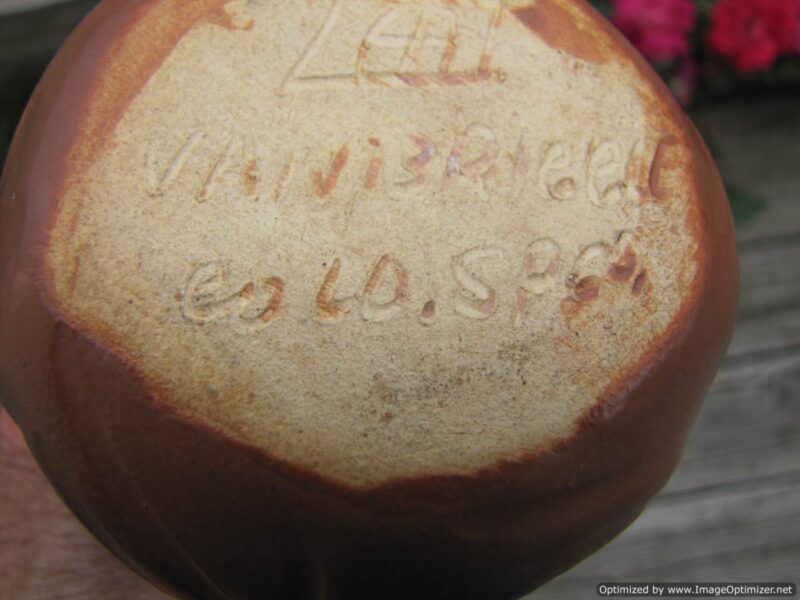 VAN BRIGGLE
COLO. SPGS.
Optimized by www.ImageOptimizer.net